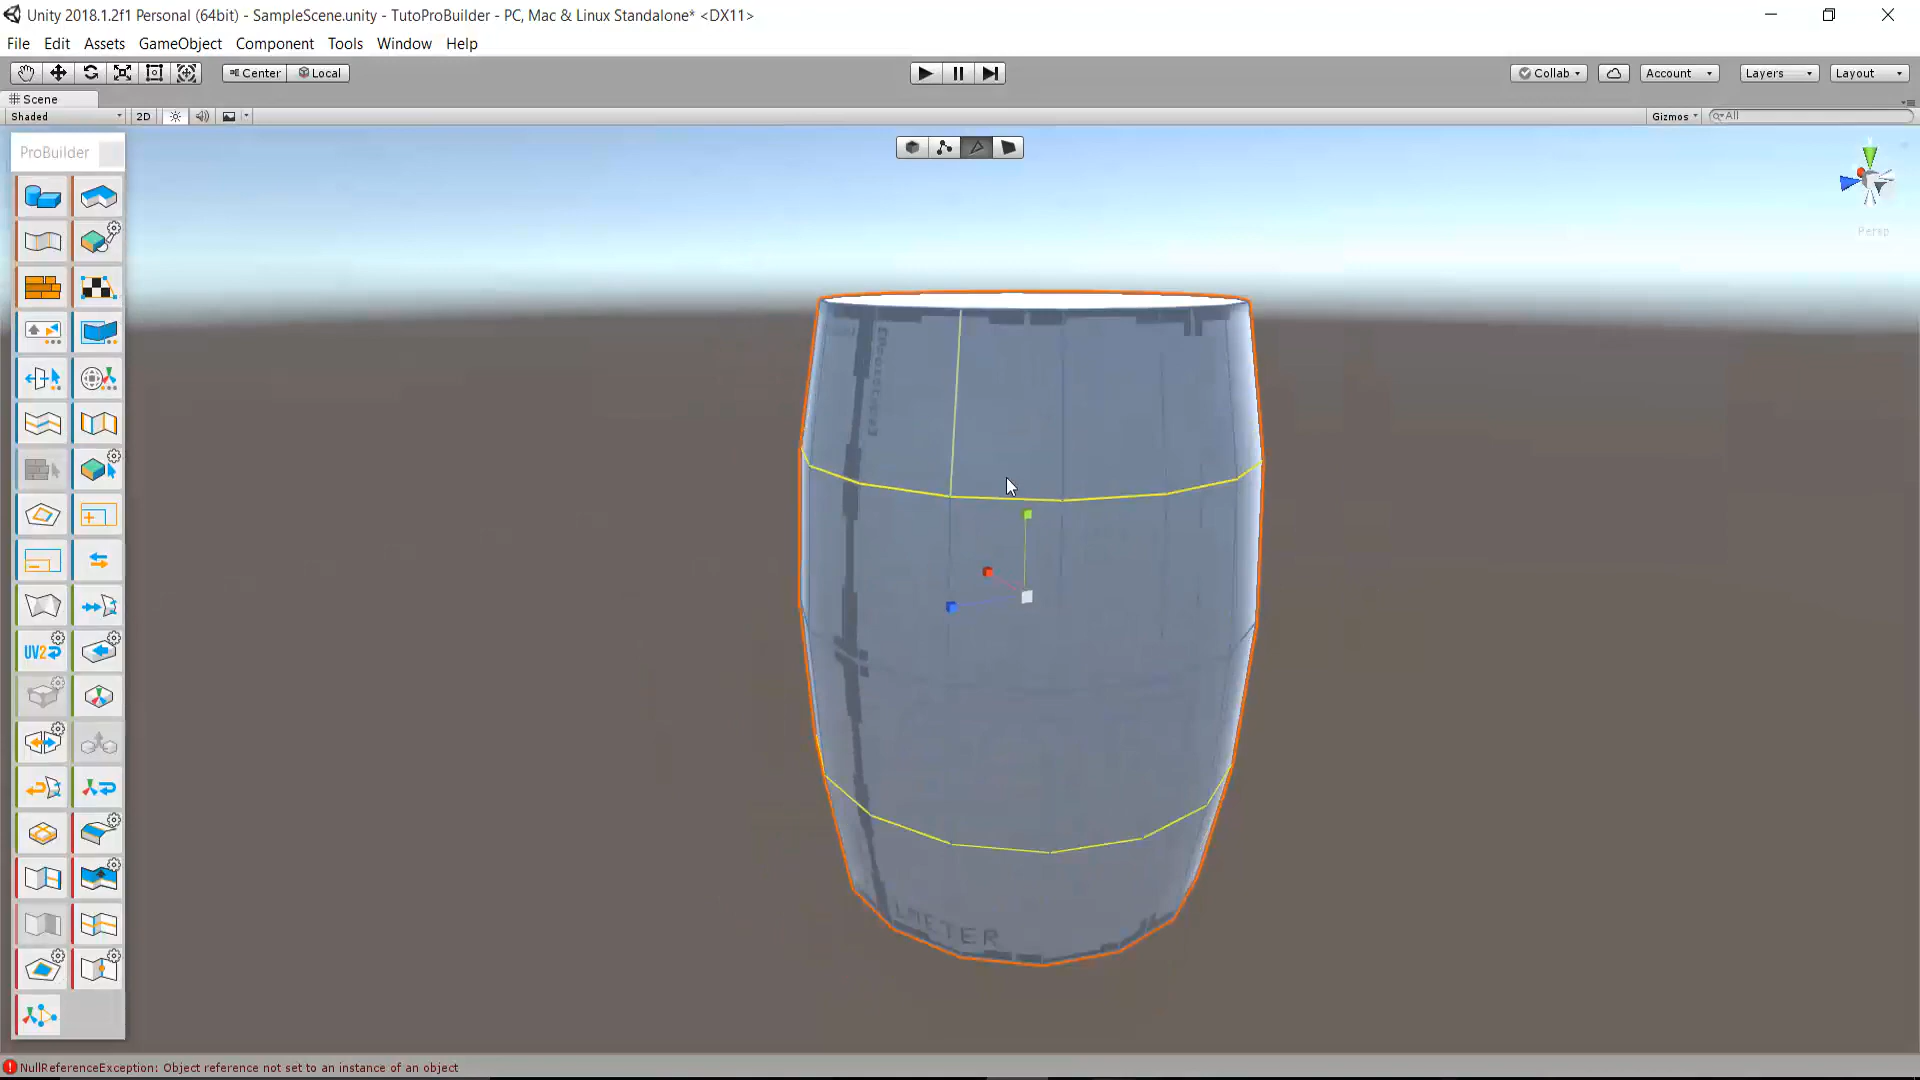 Unity 2018.1.2f1 Personal (64bit) - SampleScene.unity - TutoProBuilder - PC, Mac & Linux Standalone* <DX11>
File Edit Assets GameObject Component Tools Window Help
Center Local Collab Account Layers Layout
Scene
Shaded 2D Gizmos All
ProBuilder
Persp
UV2
METER
NullReferenceException: Object reference not set to an instance of an object